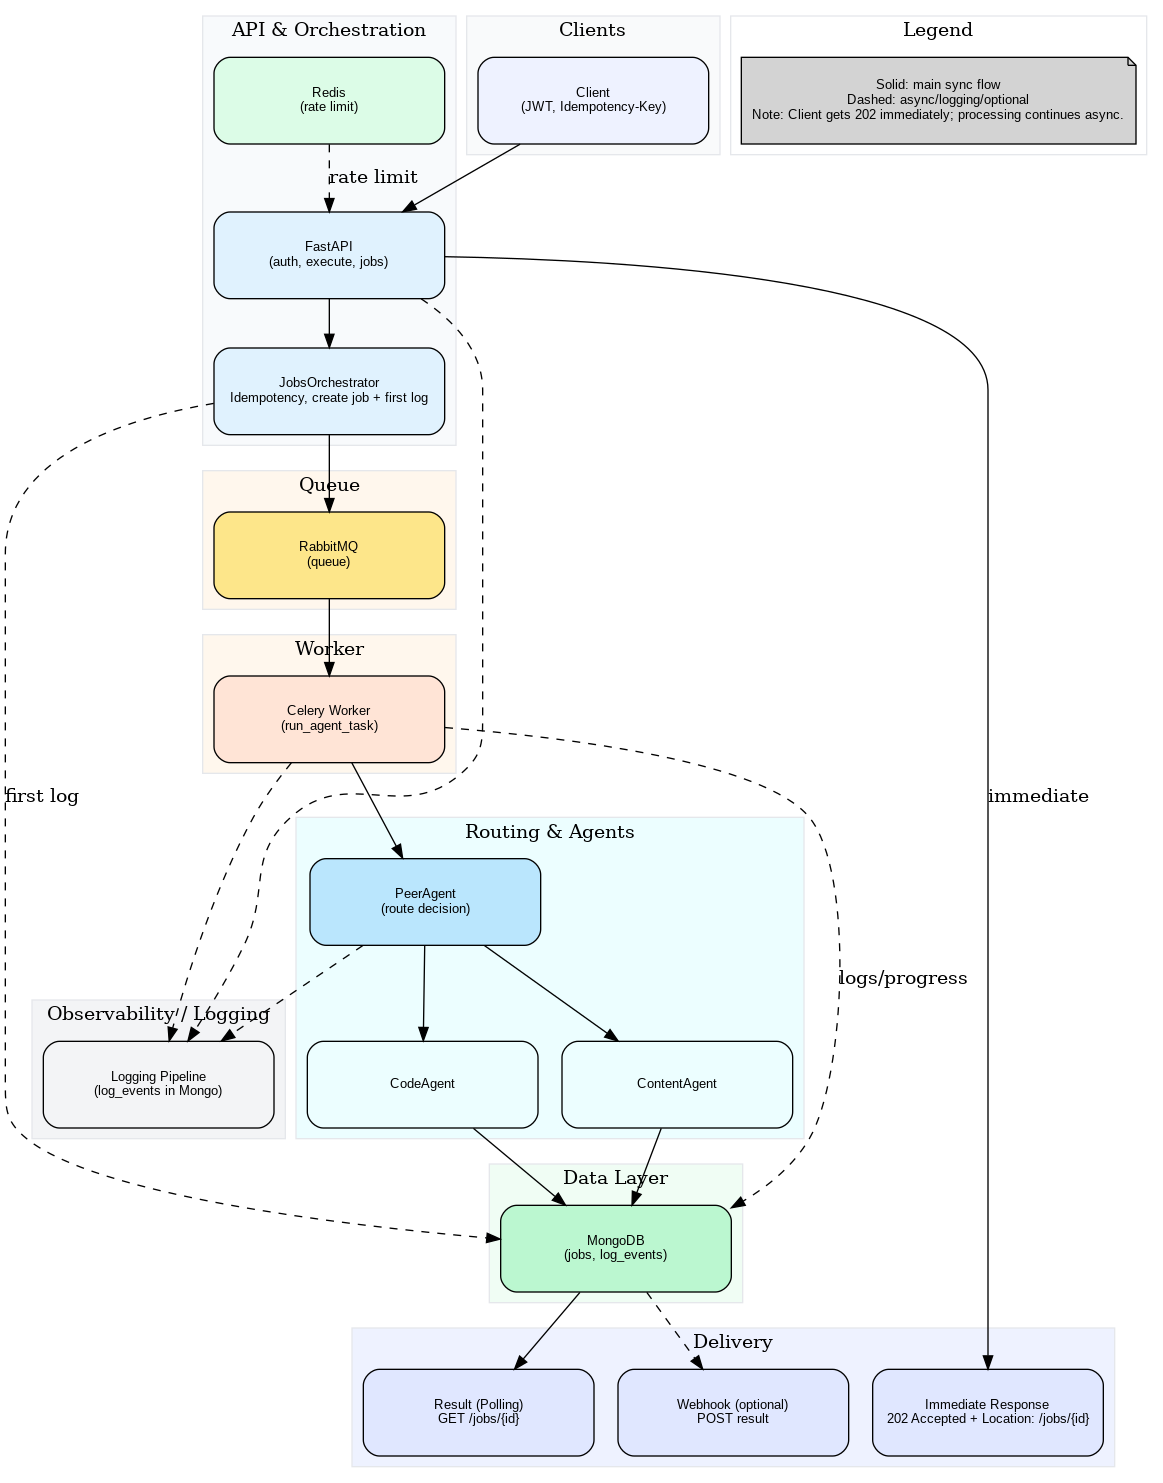 API & Orchestration
Clients
Legend
Redis
(rate limit)
Client
(JWT, Idempotency-Key)
Solid: main sync flow
Dashed: async/logging/optional
Note: Client gets 202 immediately; processing continues async.
rate limit
FastAPI
(auth, execute, jobs)
JobsOrchestrator
Idempotency, create job + first log
Queue
RabbitMQ
(queue)
Worker
Celery Worker
(run_agent_task)
first log
immediate
Routing & Agents
PeerAgent
(route decision)
logs/progress
Observability / Logging
Logging Pipeline
(log_events in Mongo)
CodeAgent
ContentAgent
Data Layer
MongoDB
(jobs, log_events)
Delivery
Result (Polling)
GET /jobs/{id}
Webhook (optional)
POST result
Immediate Response
202 Accepted + Location: /jobs/{id}